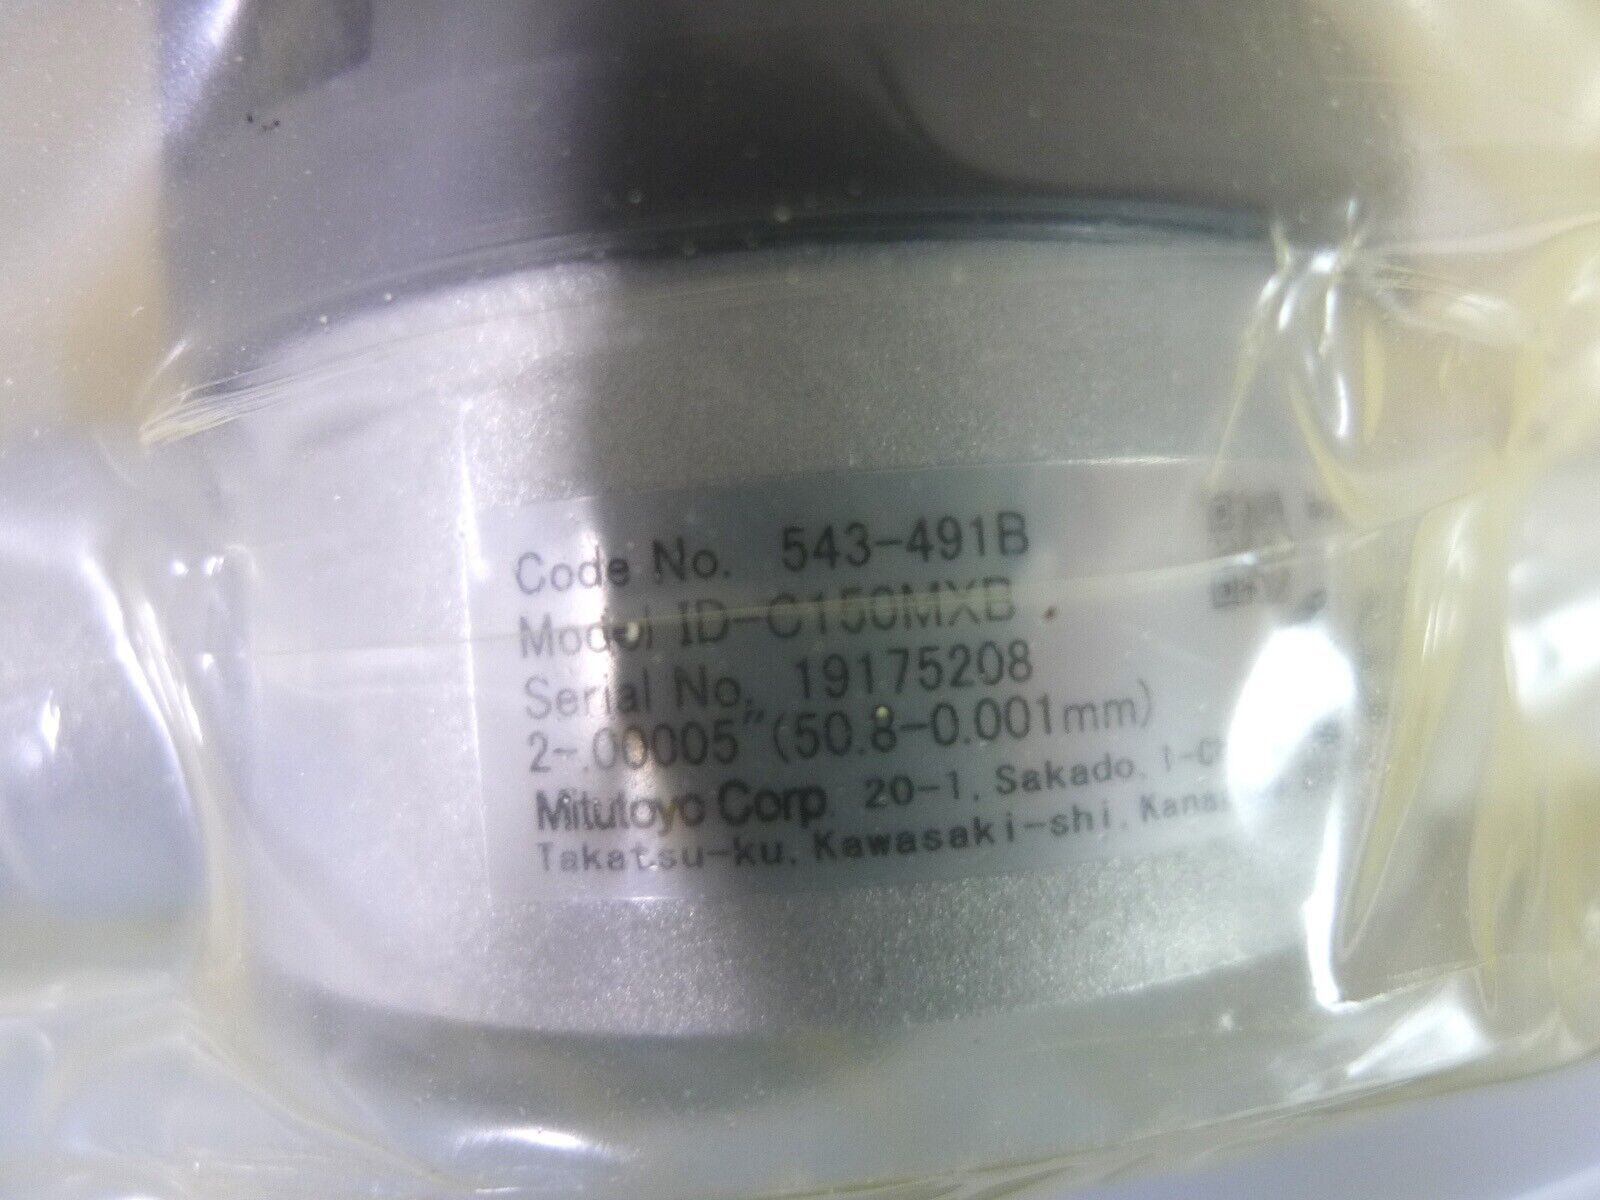 Code No. 543-491B
Model ID-C150MXB
Serial No. 19175208
2-.00005"(50.8-0.001mm)
Mitutoyo Corp. 20-1, Sakado,
Takatsu-ku, Kawasaki-shi,